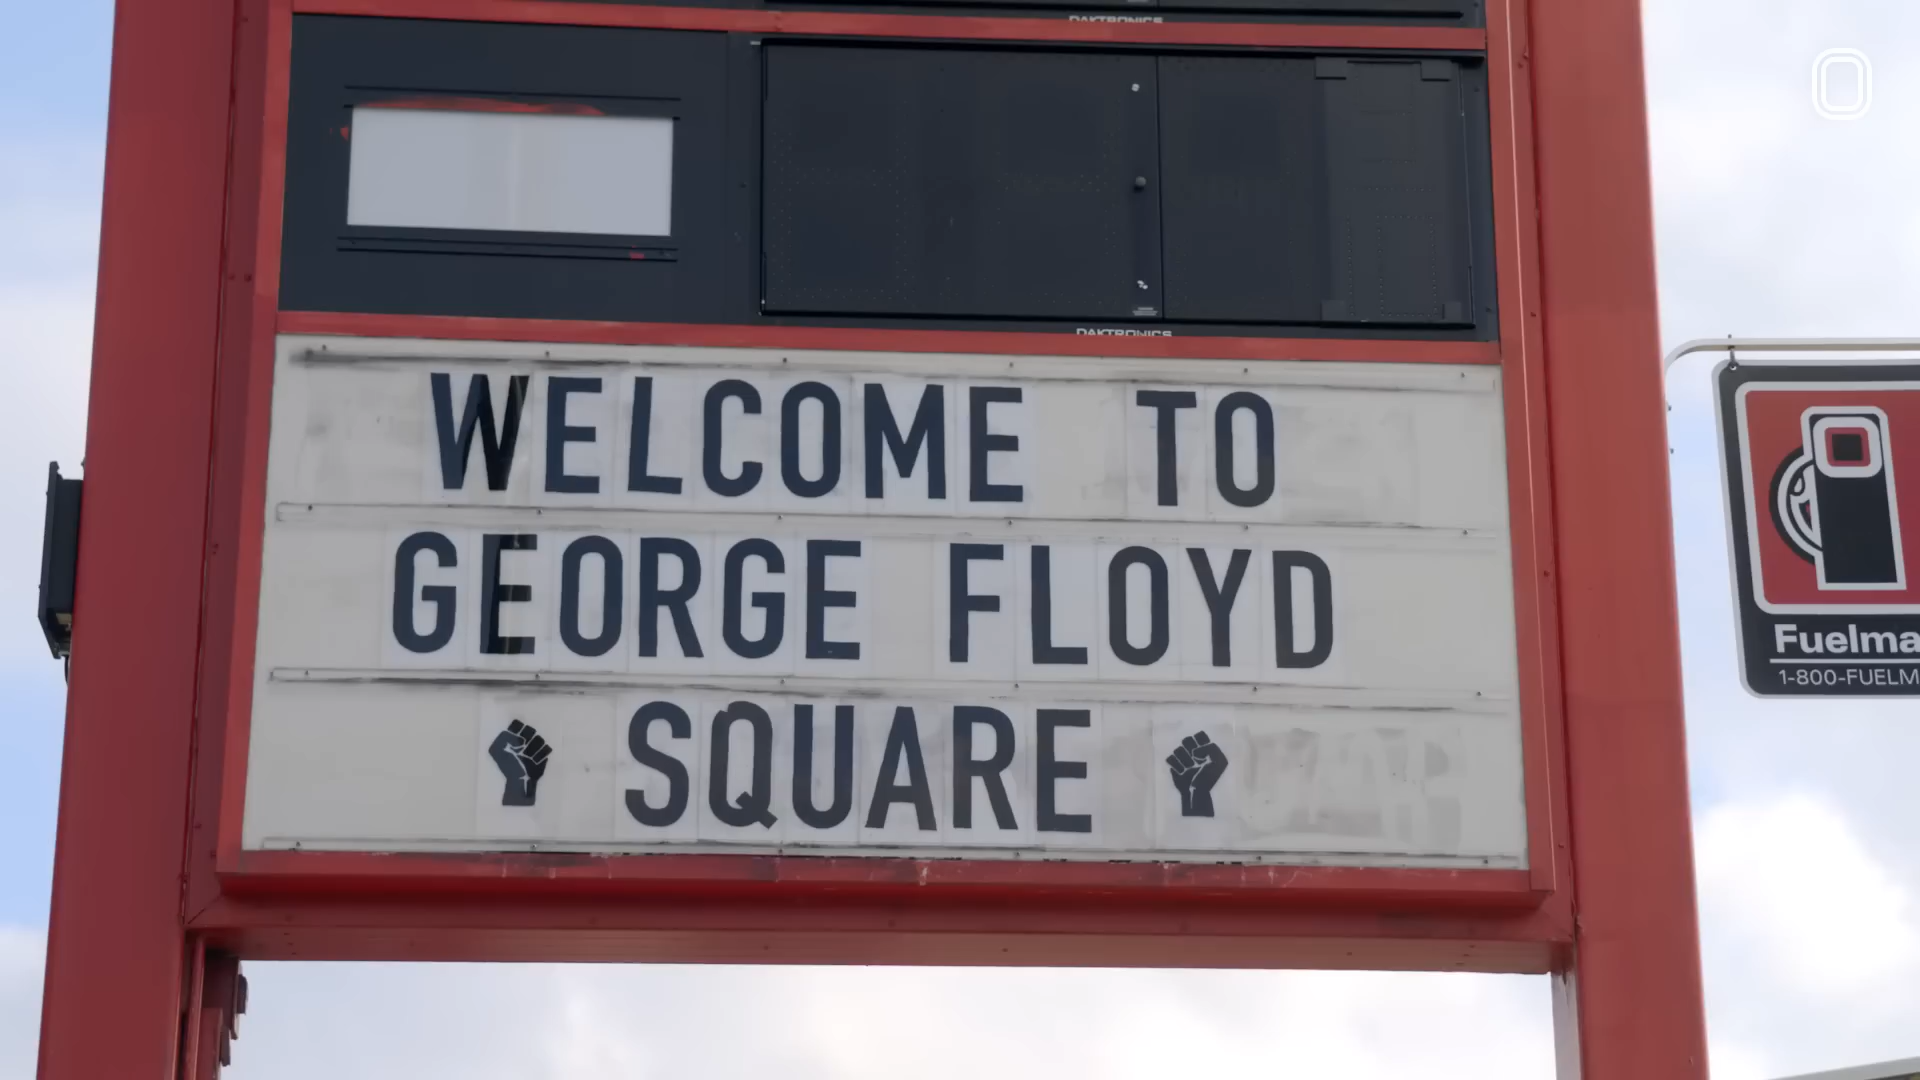 DAKTRONICS
DAKTRONICS
WELCOME TO
GEORGE FLOYD
SQUARE
Fuelma
1-800-FUELM